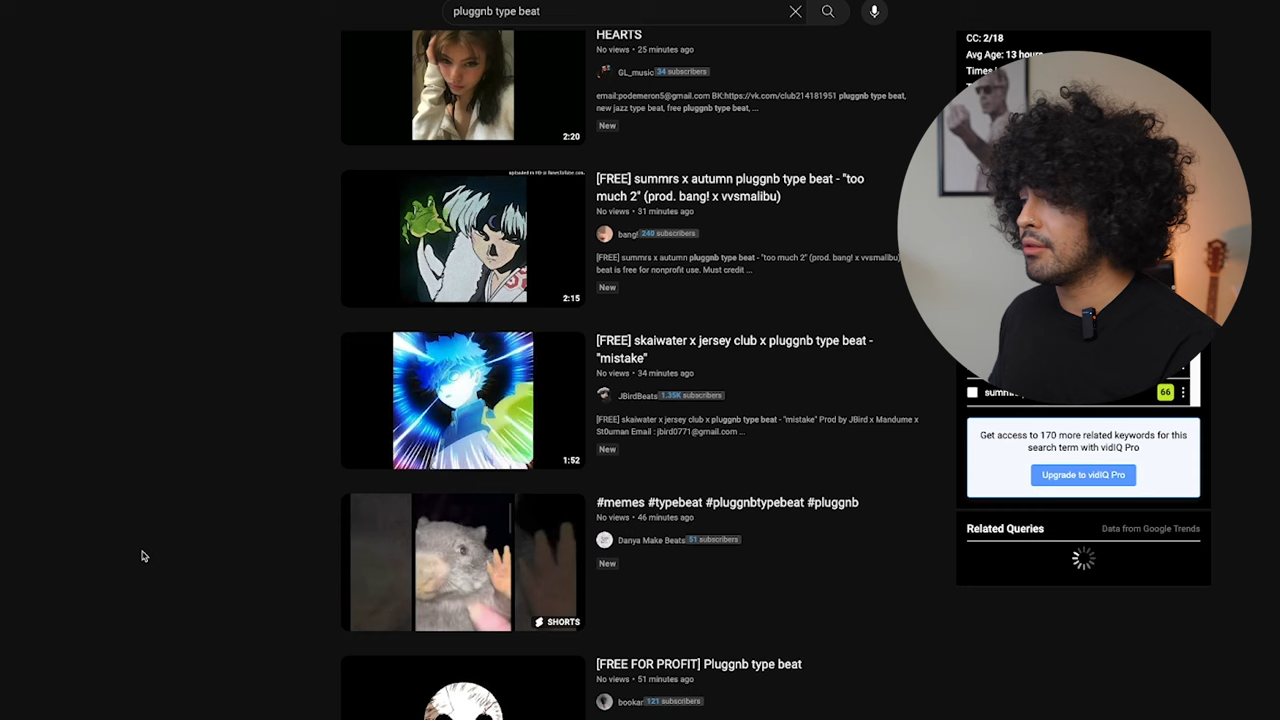 pluggnb type beat
HEARTS
No views • 25 minutes ago
GL_music 34 subscribers
email:podemeron5@gmail.com BK:https://vk.com/club214181951 pluggnb type beat,
new jazz type beat, free pluggnb type beat, ...
New
2:20
[FREE] summrs x autumn pluggnb type beat - "too
much 2" (prod. bang! x vvsmalibu)
No views • 31 minutes ago
bang! 240 subscribers
[FREE] summrs x autumn pluggnb type beat - "too much 2" (prod. bang! x vvsmalibu)
beat is free for nonprofit use. Must credit ...
New
2:15
[FREE] skaiwater x jersey club x pluggnb type beat -
"mistake"
No views • 34 minutes ago
JBirdBeats 1.35K subscribers
[FREE] skaiwater x jersey club x pluggnb type beat - "mistake" Prod by JBird x Mandume x
St0uman Email : jbird0771@gmail.com ...
New
1:52
#memes #typebeat #pluggnbtypebeat #pluggnb
No views • 46 minutes ago
Danya Make Beats 51 subscribers
New
SHORTS
[FREE FOR PROFIT] Pluggnb type beat
No views • 51 minutes ago
bookar 121 subscribers
CC: 2/18
Avg Age: 13 hours
Times
66
Get access to 170 more related keywords for this
search term with vidIQ Pro
Upgrade to vidIQ Pro
Related Queries
Data from Google Trends